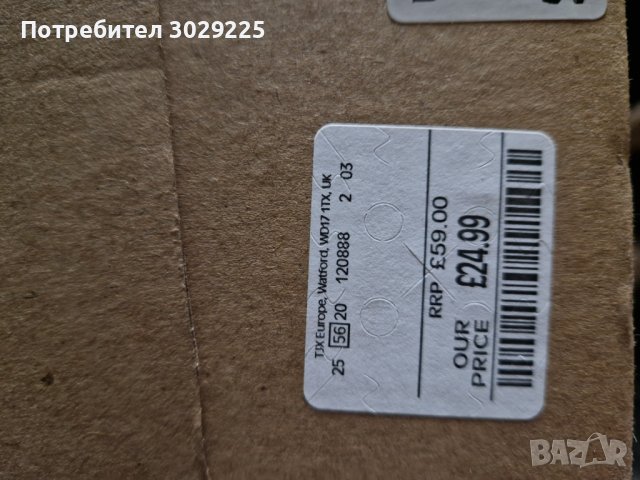 Потребител 3029225
TJX Europe, Watford, WD17 1TX, UK
25 56 20 120888 2 03
RRP £59.00
OUR PRICE £24.99
BAZAR